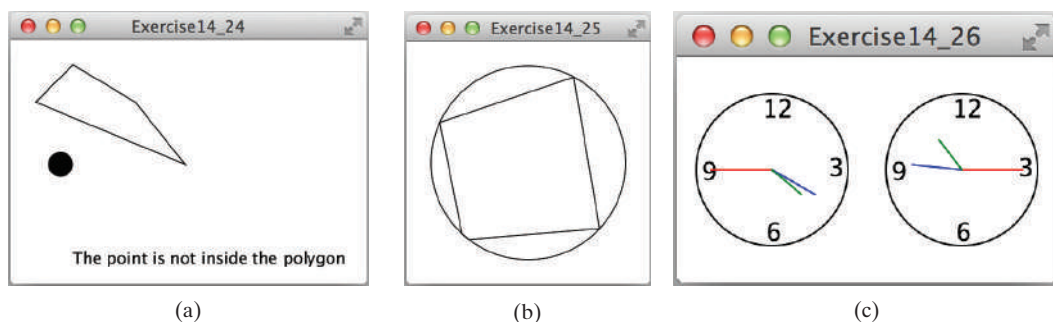 Exercise14_24
The point is not inside the polygon
(a)
Exercise14_25
(b)
Exercise14_26
12
9
3
6
12
9
3
6
(c)